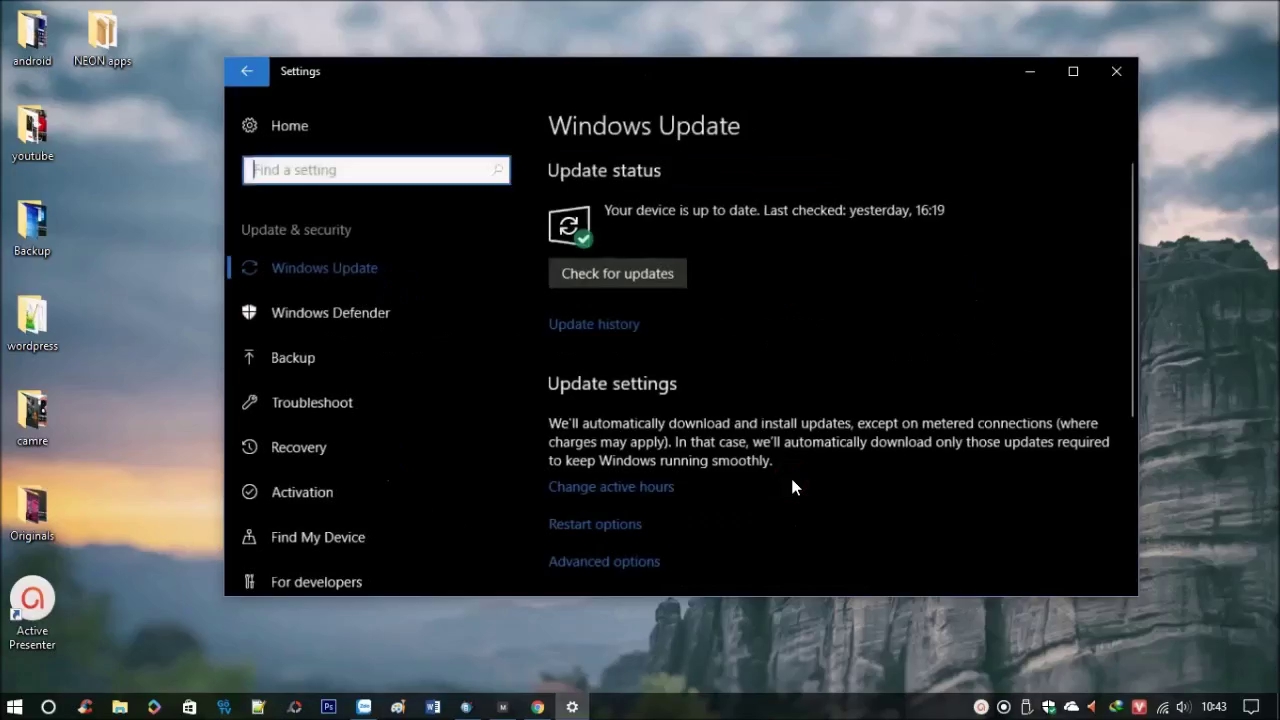 android
NEON apps
youtube
Backup
wordpress
camre
Originals
Active
Presenter
Settings
Home
Find a setting
Update & security
Windows Update
Windows Defender
Backup
Troubleshoot
Recovery
Activation
Find My Device
For developers
Windows Update
Update status
Your device is up to date. Last checked: yesterday, 16:19
Check for updates
Update history
Update settings
We'll automatically download and install updates, except on metered connections (where
charges may apply). In that case, we'll automatically download only those updates required
to keep Windows running smoothly.
Change active hours
Restart options
Advanced options
10:43